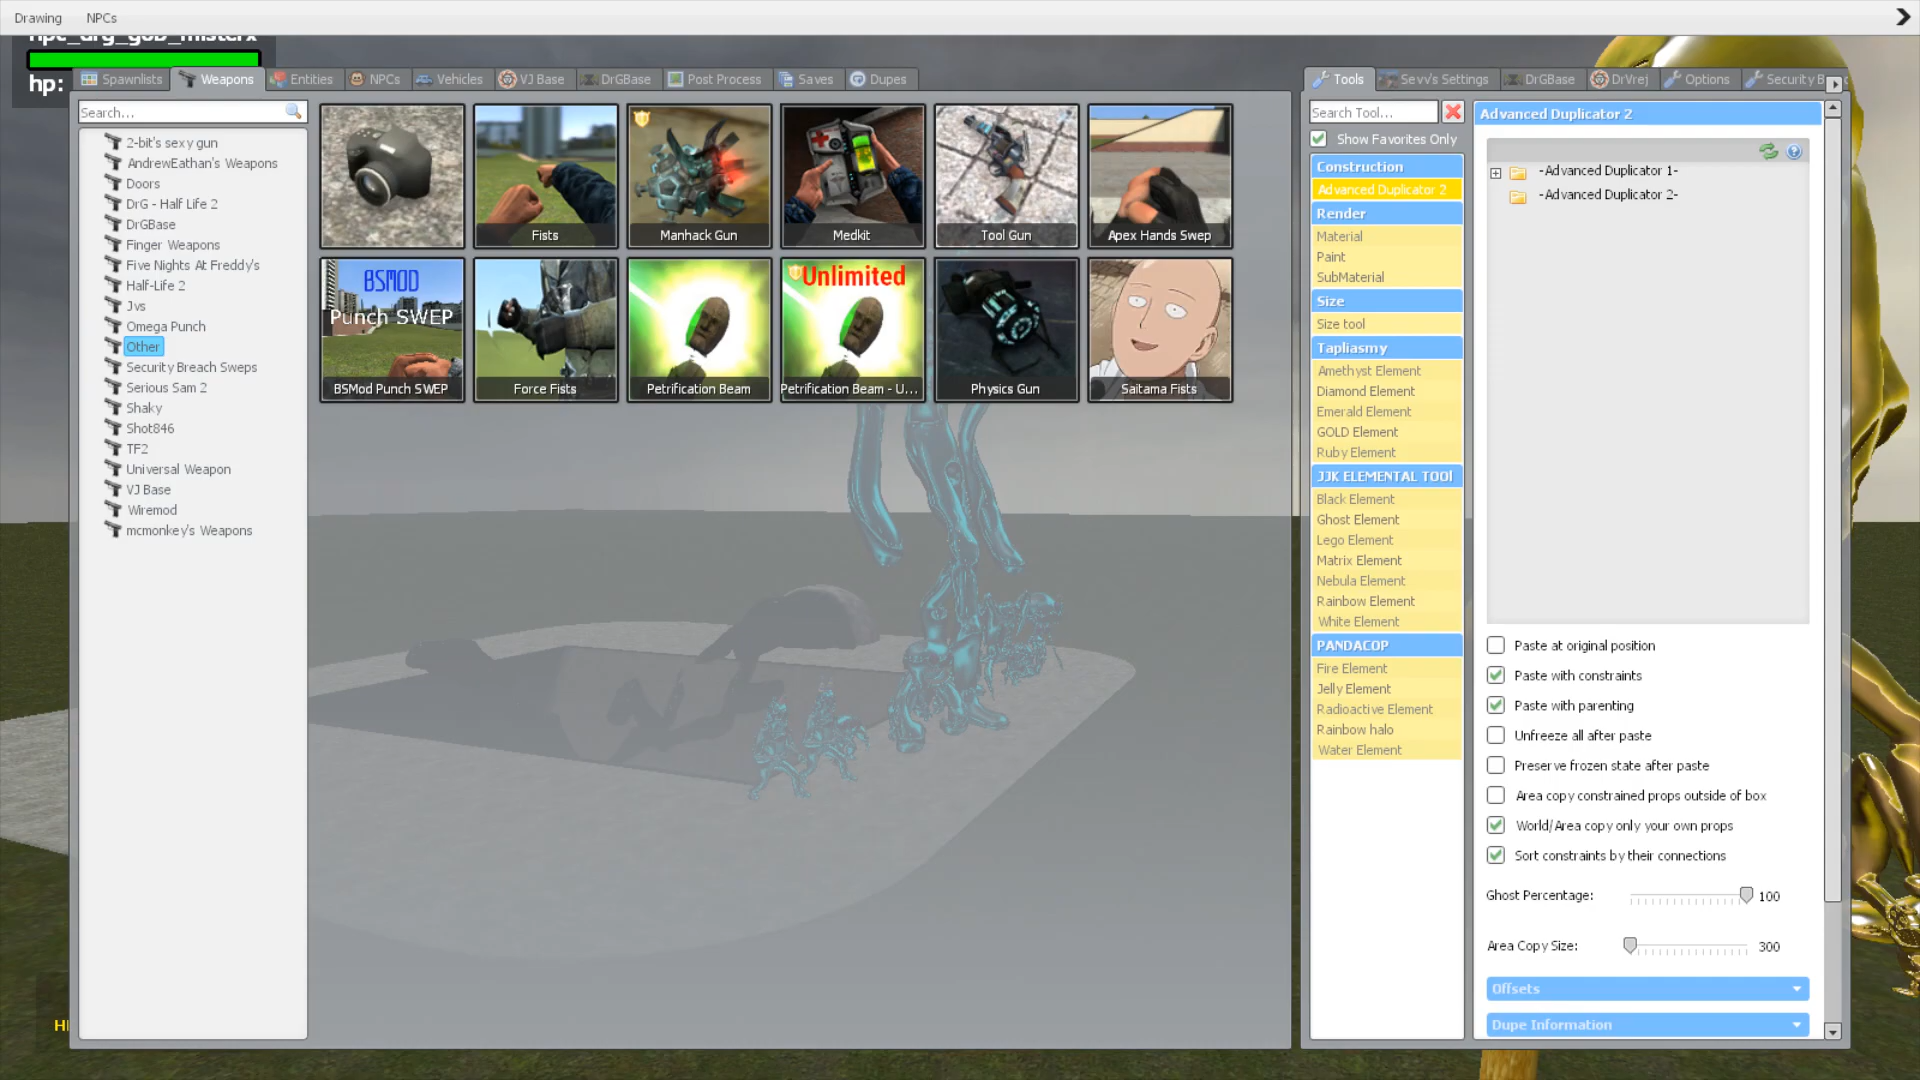 Drawing NPCs
npc_drg_gob_misterx
hp:
Spawnlists Weapons Entities NPCs Vehicles VJ Base DrGBase Post Process Saves Dupes
Search...
2-bit's sexy gun
AndrewEathan's Weapons
Doors
DrG - Half Life 2
DrGBase
Finger Weapons
Five Nights At Freddy's
Half-Life 2
Jvs
Omega Punch
Other
Security Breach Sweps
Serious Sam 2
Shaky
Shot846
TF2
Universal Weapon
VJ Base
Wiremod
mcmonkey's Weapons
Fists
Manhack Gun
Medkit
Tool Gun
Apex Hands Swep
BSMOD
Punch SWEP
BSMod Punch SWEP
Force Fists
Petrification Beam
Unlimited
Petrification Beam - U...
Physics Gun
Saitama Fists
Tools Sevv's Settings DrGBase DrVrej Options Security B
Search Tool...
Show Favorites Only
Construction
Advanced Duplicator 2
Render
Material
Paint
SubMaterial
Size
Size tool
Tapliasmy
Amethyst Element
Diamond Element
Emerald Element
GOLD Element
Ruby Element
JJK ELEMENTAL TOOl
Black Element
Ghost Element
Lego Element
Matrix Element
Nebula Element
Rainbow Element
White Element
PANDACOP
Fire Element
Jelly Element
Radioactive Element
Rainbow halo
Water Element
Advanced Duplicator 2
-Advanced Duplicator 1-
-Advanced Duplicator 2-
Paste at original position
Paste with constraints
Paste with parenting
Unfreeze all after paste
Preserve frozen state after paste
Area copy constrained props outside of box
World/Area copy only your own props
Sort constraints by their connections
Ghost Percentage: 100
Area Copy Size: 300
Offsets
Dupe Information